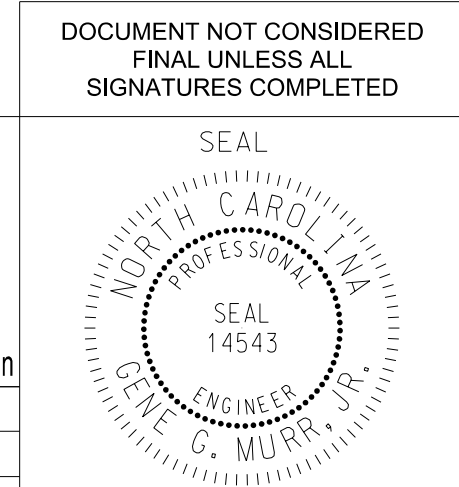 DOCUMENT NOT CONSIDERED
FINAL UNLESS ALL
SIGNATURES COMPLETED
SEAL
NORTH CAROLINA
PROFESSIONAL
SEAL
14543
ENGINEER
GENE G. MURR, JR.
n